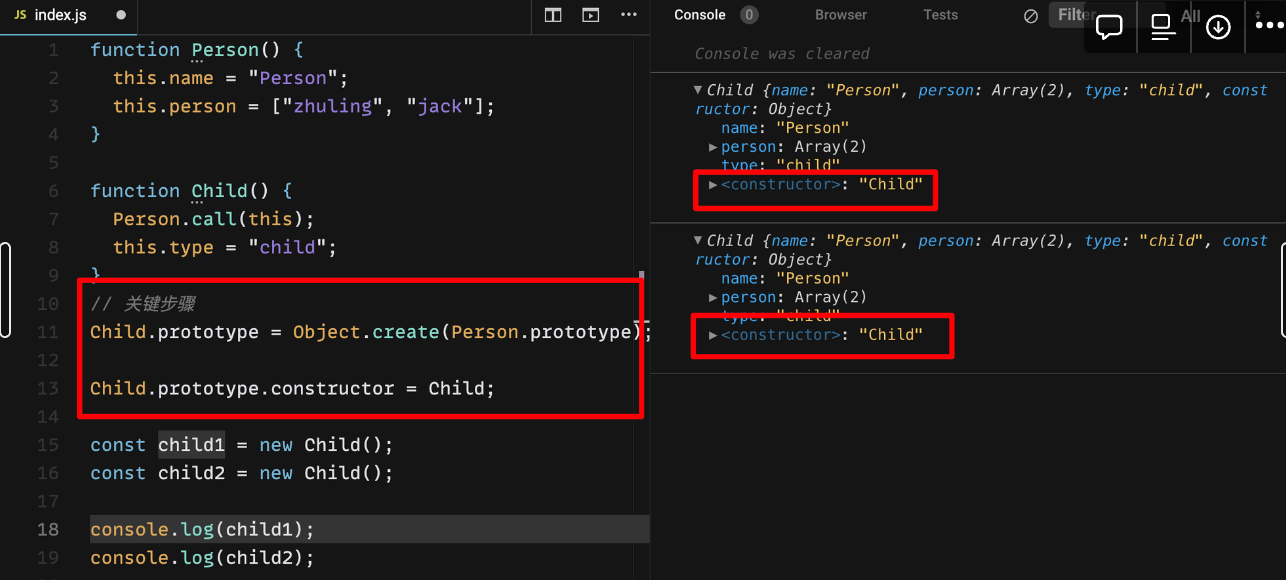 JS index.js
1 function Person() {
2 this.name = "Person";
3 this.person = ["zhuling", "jack"];
4 }
5
6 function Child() {
7 Person.call(this);
8 this.type = "child";
9 }
10 // 关键步骤
11 Child.prototype = Object.create(Person.prototype);
12
13 Child.prototype.constructor = Child;
14
15 const child1 = new Child();
16 const child2 = new Child();
17
18 console.log(child1);
19 console.log(child2);
Console 0 Browser Tests Filter All
Console was cleared
Child {name: "Person", person: Array(2), type: "child", const
ructor: Object}
name: "Person"
person: Array(2)
type: "child"
<constructor>: "Child"
Child {name: "Person", person: Array(2), type: "child", const
ructor: Object}
name: "Person"
person: Array(2)
type: "child"
<constructor>: "Child"